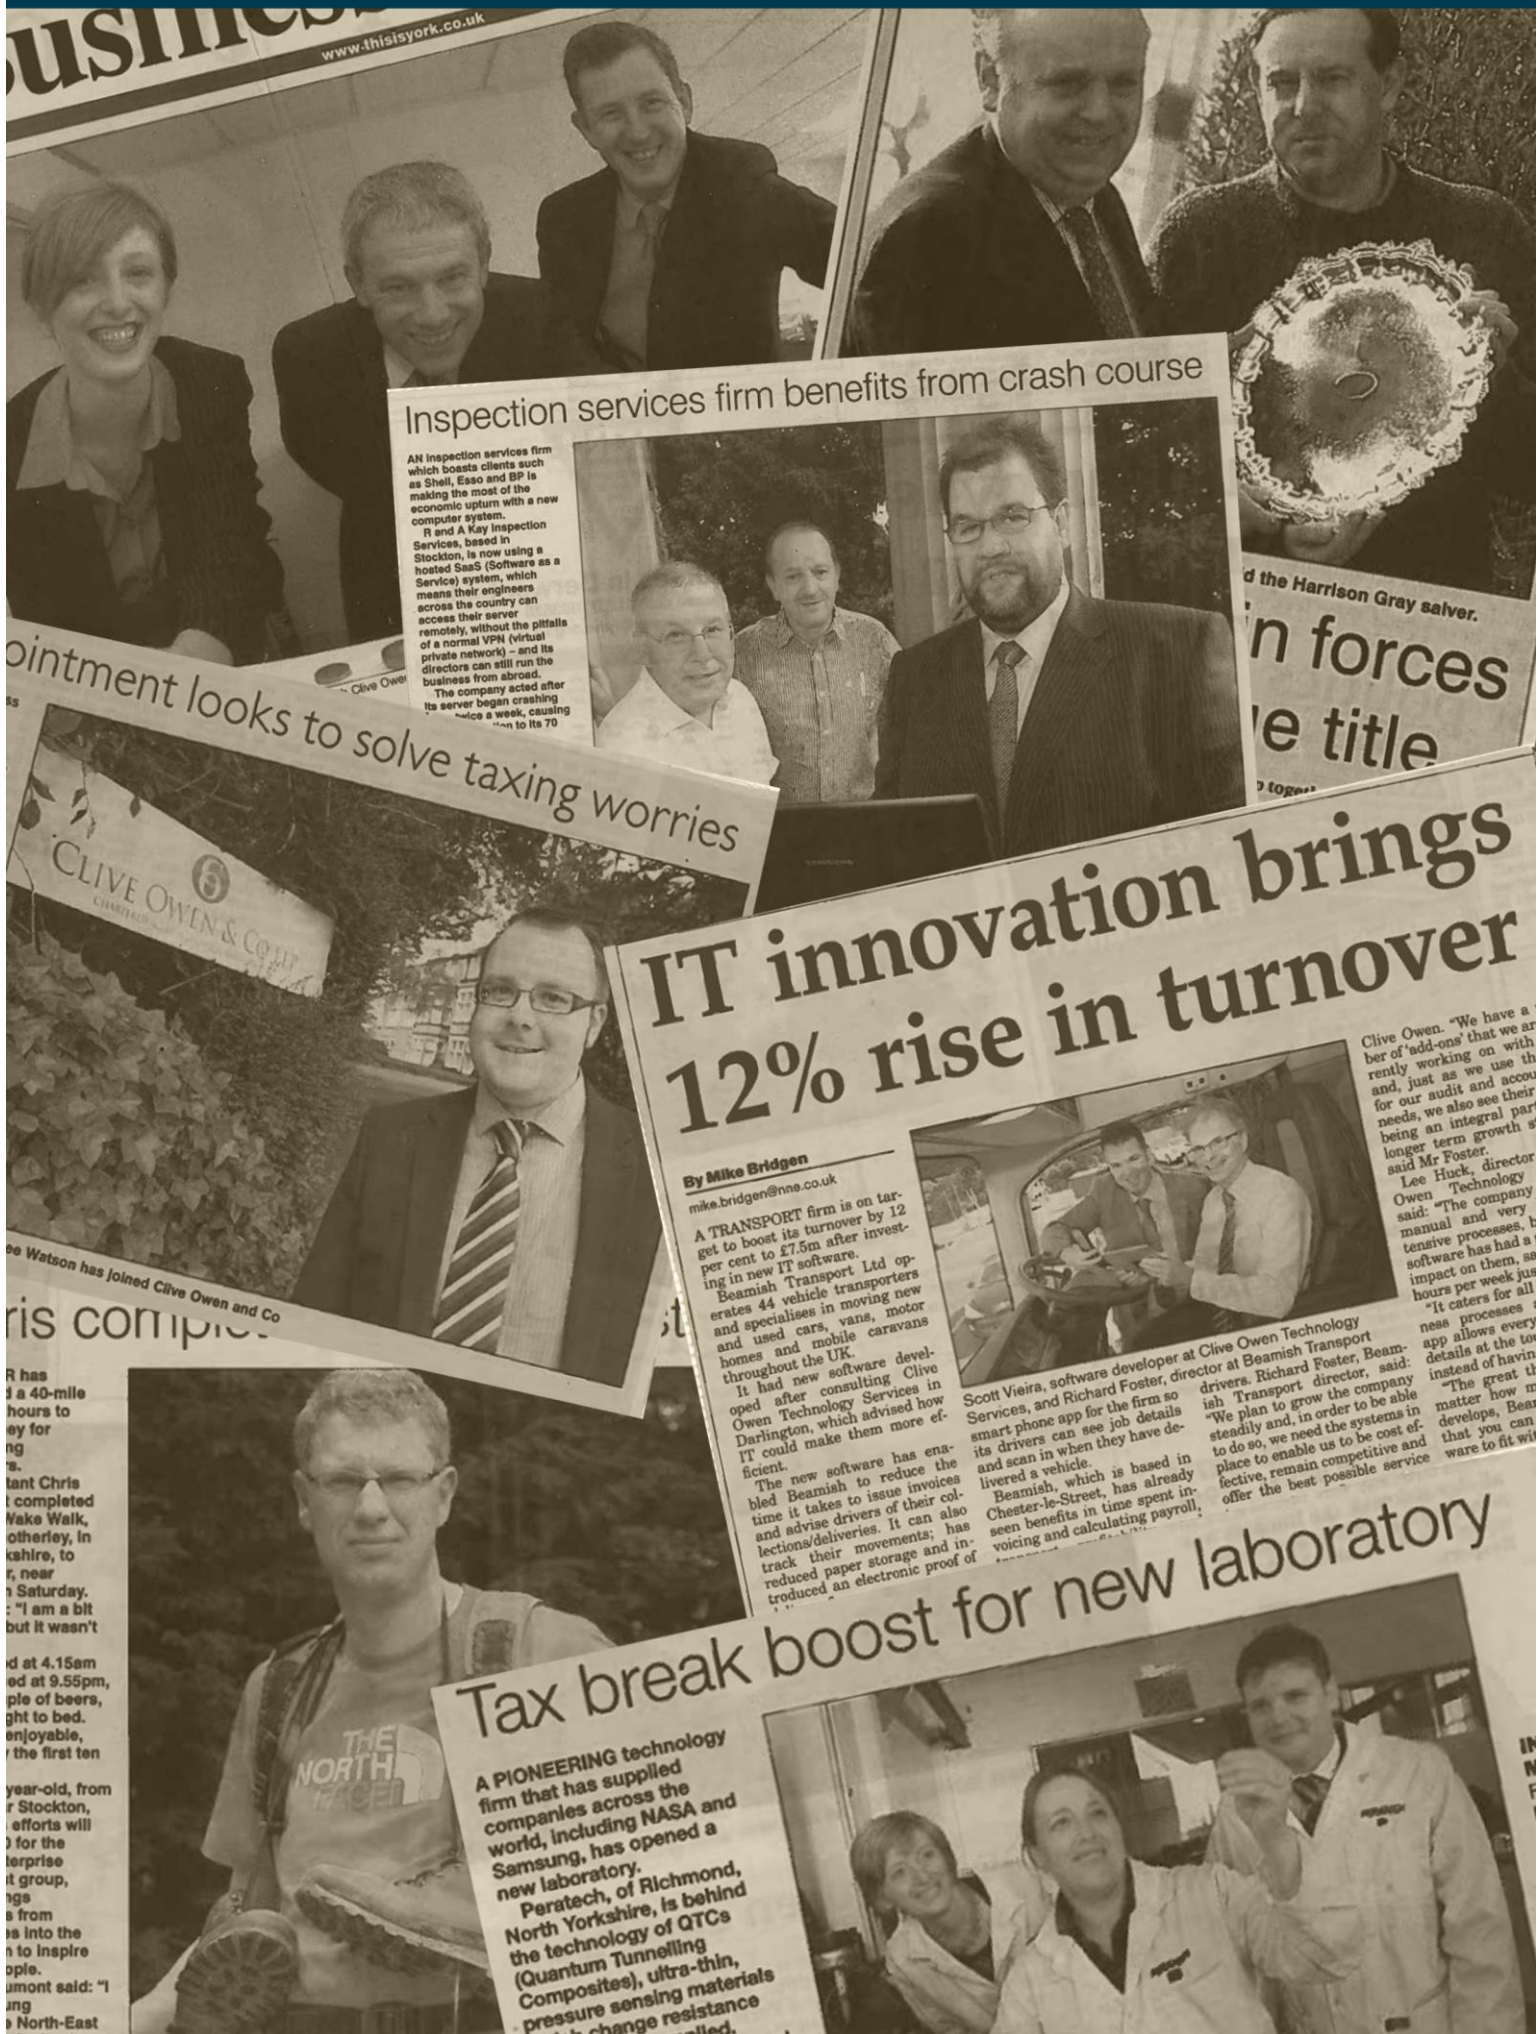 www.thisisyork.co.uk
Inspection services firm benefits from crash course
AN inspection services firm
which boasts clients such
as Shell, Esso and BP is
making the most of the
economic upturn with a new
computer system.
R and A Kay Inspection
Services, based in
Stockton, is now using a
hosted SaaS (Software as a
Service) system, which
means their engineers
across the country can
access their server
remotely, without the pitfalls
of a normal VPN (virtual
private network) – and its
directors can still run the
business from abroad.
The company acted after
its server began crashing
twice a week, causing
to its 70
Clive Owe
d the Harrison Gray salver.
in forces
e title
ointment looks to solve taxing worries
ss
CLIVE OWEN & CO LLP
ee Watson has joined Clive Owen and Co
IT innovation brings
12% rise in turnover
By Mike Bridgen
mike.bridgen@nne.co.uk
A TRANSPORT firm is on tar-
get to boost its turnover by 12
per cent to £7.5m after invest-
ing in new IT software.
Beamish Transport Ltd op-
erates 44 vehicle transporters
and specialises in moving new
and used cars, vans, motor
homes and mobile caravans
throughout the UK.
It had new software devel-
oped after consulting Clive
Owen Technology Services in
Darlington, which advised how
IT could make them more ef-
ficient.
The new software has ena-
bled Beamish to reduce the
time it takes to issue invoices
and advise drivers of their col-
lections/deliveries. It can also
track their movements; has
reduced paper storage and in-
troduced an electronic proof of
Scott Vieira, software developer at Clive Owen Technology
Services, and Richard Foster, director at Beamish Transport
smart phone app for the firm so
its drivers can see job details
and scan in when they have de-
livered a vehicle.
Beamish, which is based in
Chester-le-Street, has already
seen benefits in time spent in-
voicing and calculating payroll,
drivers. Richard Foster, Beam-
ish Transport director, said:
"We plan to grow the company
steadily and, in order to be able
to do so, we need the systems in
place to enable us to be cost ef-
fective, remain competitive and
offer the best possible service
Clive Owen. "We have a
ber of 'add-ons' that we ar
rently working on with
and, just as we use th
for our audit and accou
needs, we also see their
being an integral par
longer term growth s
said Mr Foster.
Lee Huck, director
Owen Technology
said: "The company
manual and very
tensive processes, b
software has had a
impact on them, sa
hours per week jus
"It caters for all
ness processes
app allows every
details at the to
instead of havin
"The great th
matter how m
develops, Bea
that you can
ware to fit wit
ris comple
st
R has
d a 40-mile
hours to
ey for
ng
s.
tant Chris
t completed
Wake Walk,
otherley, in
kshire, to
r, near
n Saturday.
: "I am a bit
but it wasn't
d at 4.15am
ed at 9.55pm,
ple of beers,
ght to bed.
enjoyable,
the first ten
year-old, from
r Stockton,
efforts will
0 for the
terprise
t group,
ngs
s from
es into the
n to inspire
ople.
umont said: "I
ung
North-East
THE
NORTH
FACE
Tax break boost for new laboratory
A PIONEERING technology
firm that has supplied
companies across the
world, including NASA and
Samsung, has opened a
new laboratory.
Peratech, of Richmond,
North Yorkshire, is behind
the technology of QTCs
(Quantum Tunnelling
Composites), ultra-thin,
pressure sensing materials
change resistance